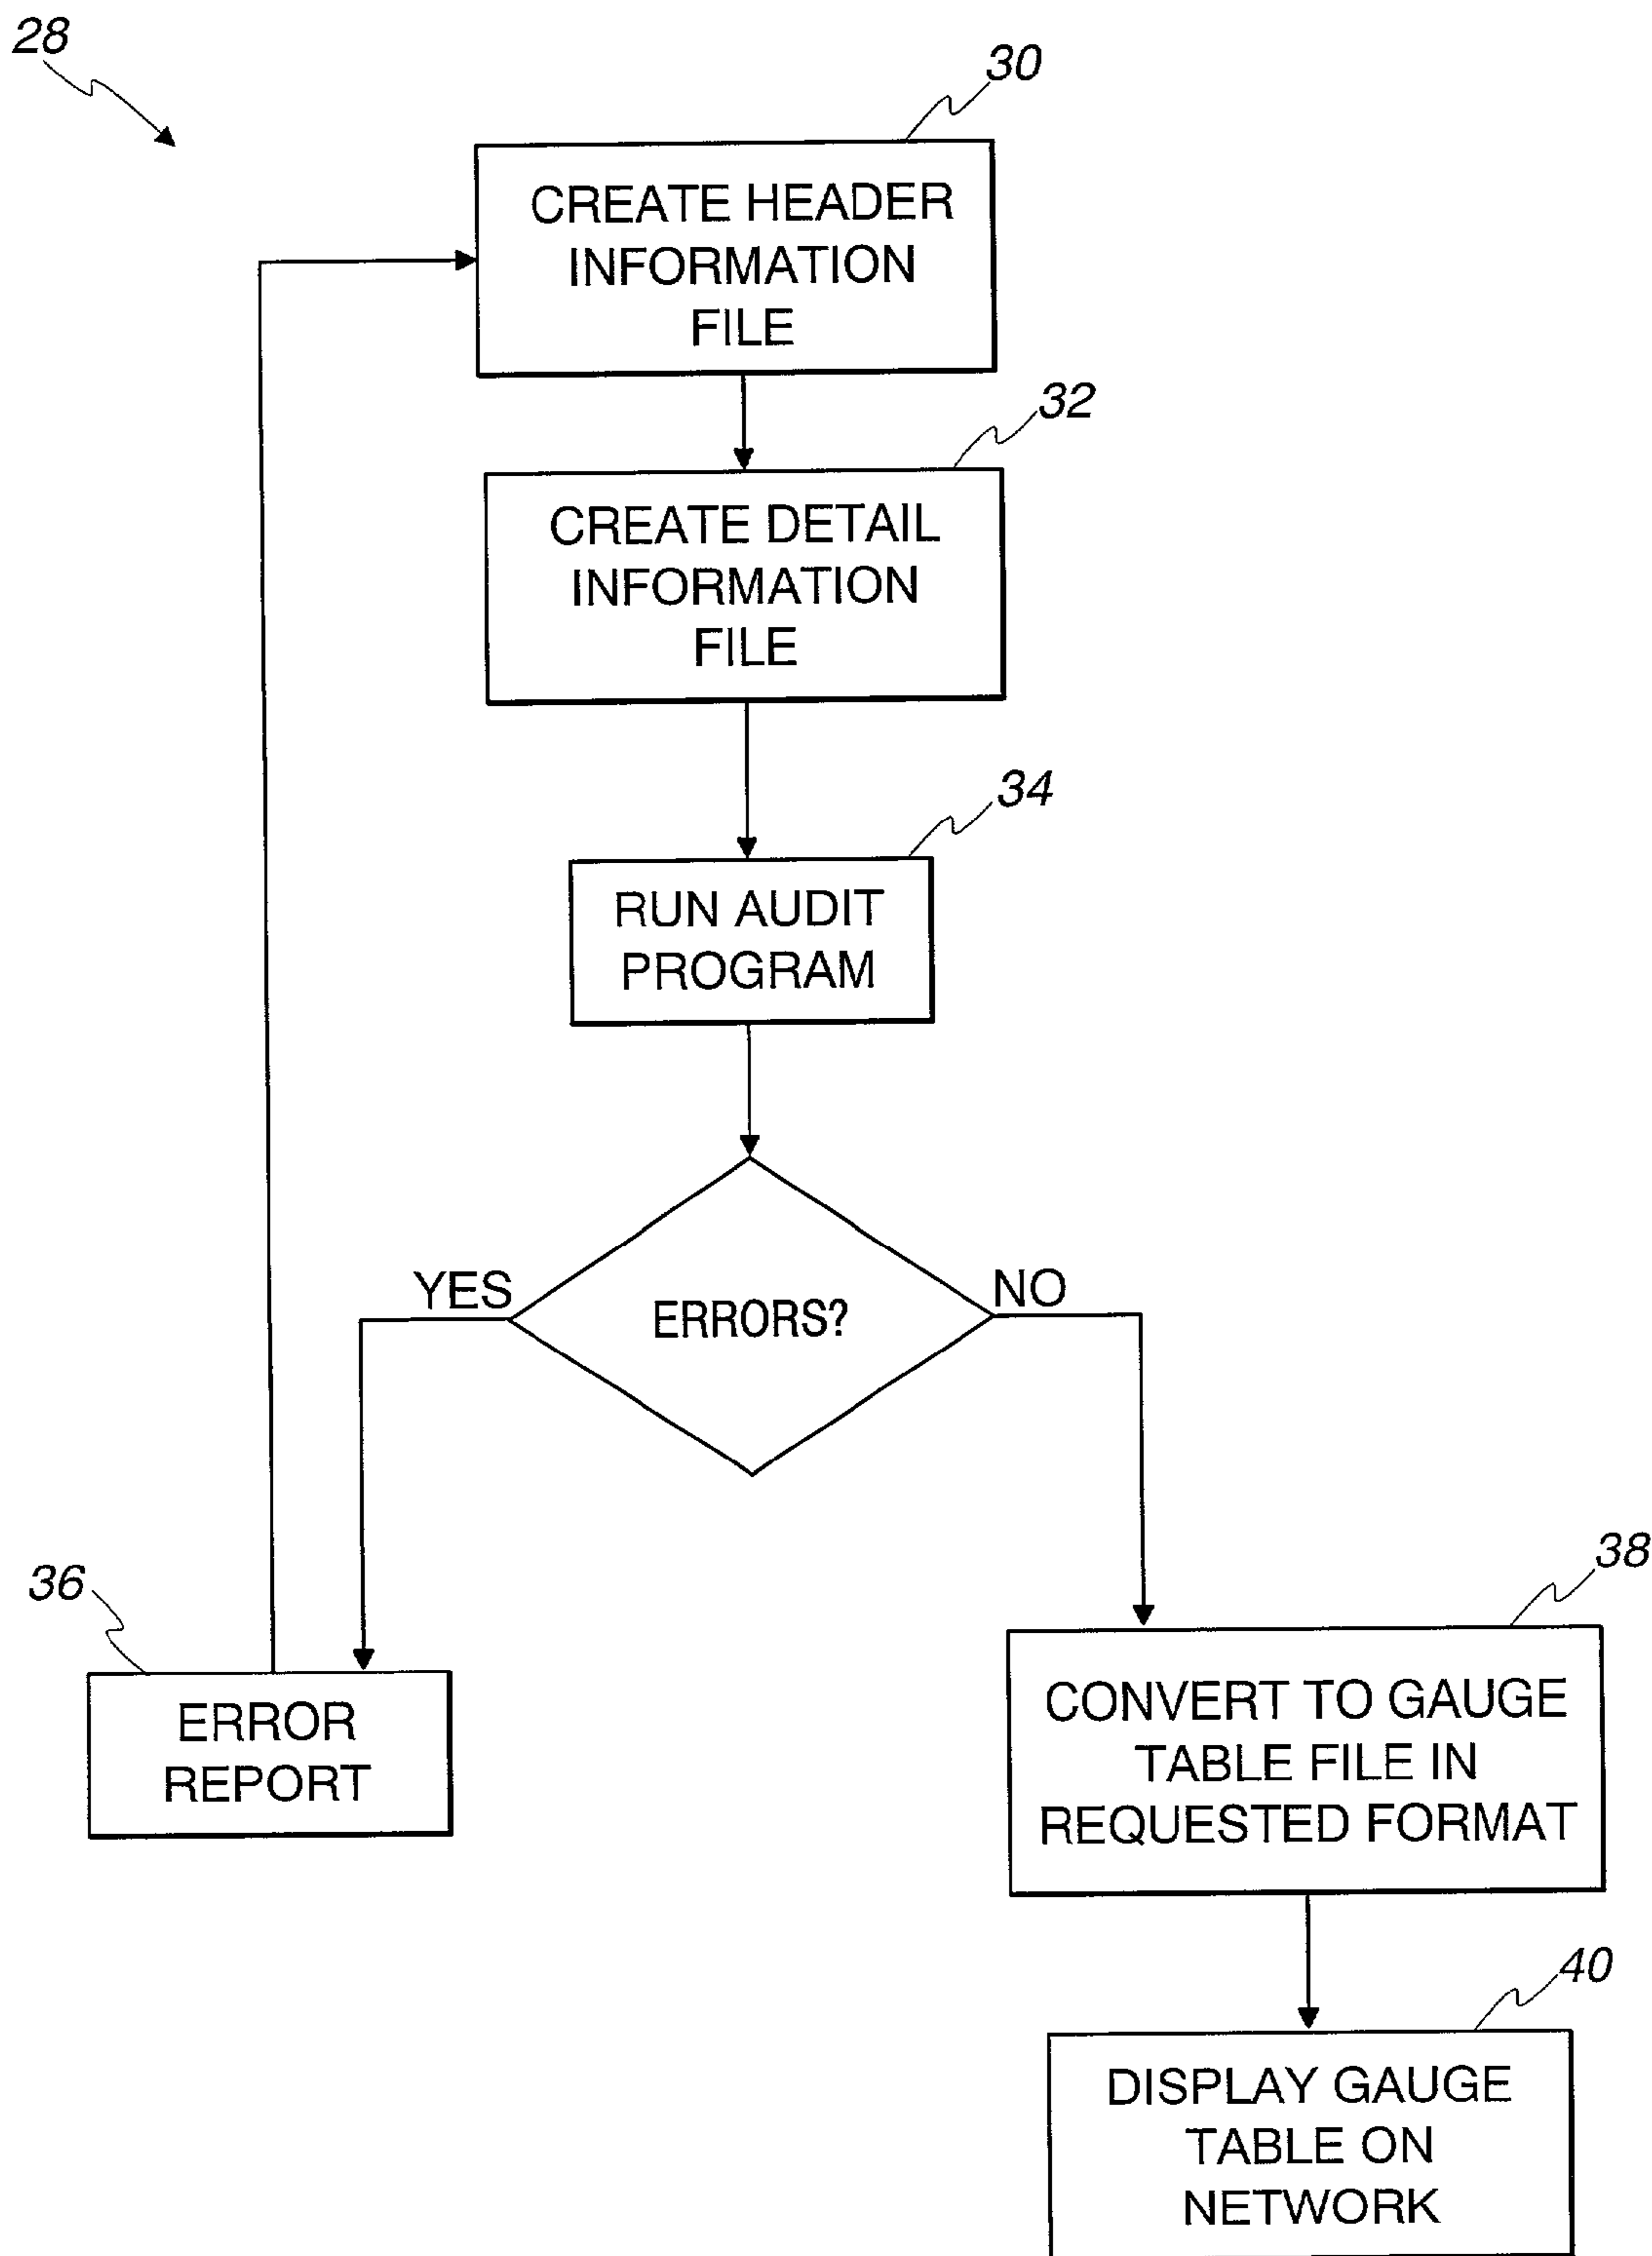 28
30
CREATE HEADER
INFORMATION
FILE
32
CREATE DETAIL
INFORMATION
FILE
34
RUN AUDIT
PROGRAM
YES
ERRORS?
NO
36
ERROR
REPORT
38
CONVERT TO GAUGE
TABLE FILE IN
REQUESTED FORMAT
40
DISPLAY GAUGE
TABLE ON
NETWORK